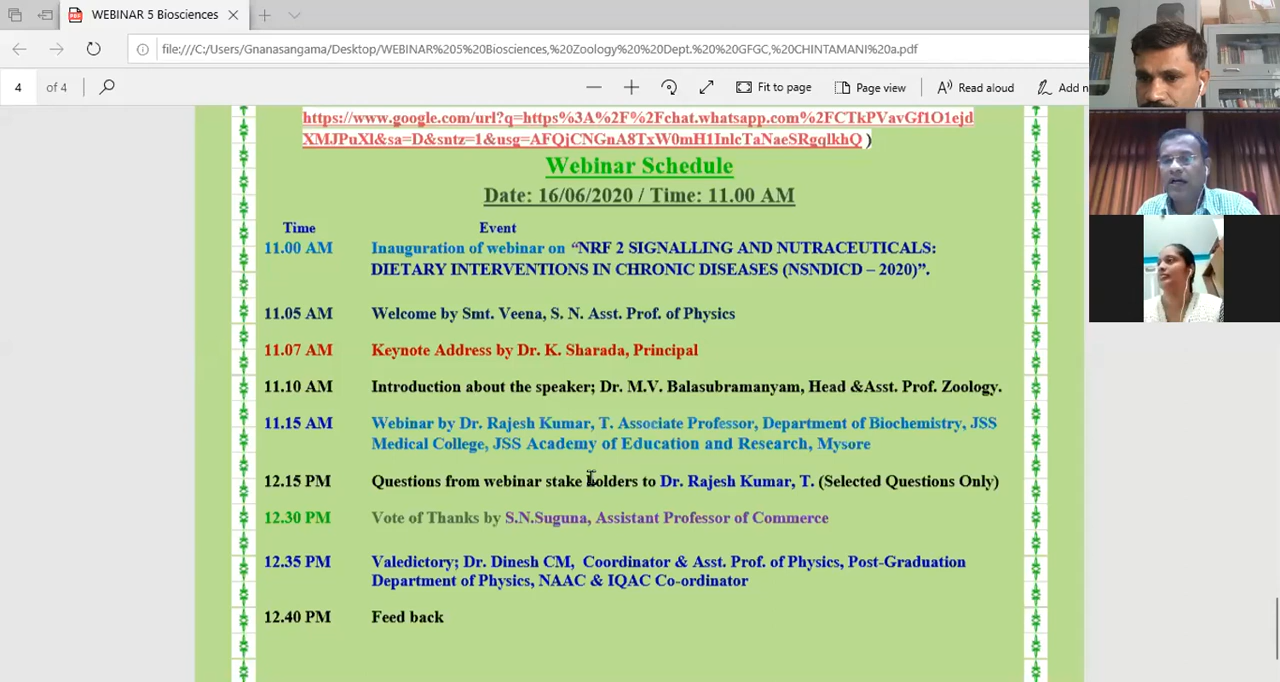 WEBINAR 5 Biosciences
file:///C:/Users/Gnanasangama/Desktop/WEBINAR%205%20Biosciences,%20Zoology%20%20Dept.%20%20GFGC,%20CHINTAMANI%20a.pdf
4 of 4 Fit to page Page view Read aloud Add n
https://www.google.com/url?q=https%3A%2F%2Fchat.whatsapp.com%2FCTkPVavGf1O1ejd
XMJPuXl&sa=D&sntz=1&usg=AFQjCNGnA8TxW0mH1InlcTaNaeSRgqlkhQ )
Webinar Schedule
Date: 16/06/2020 / Time: 11.00 AM
Time Event
11.00 AM Inauguration of webinar on “NRF 2 SIGNALLING AND NUTRACEUTICALS:
DIETARY INTERVENTIONS IN CHRONIC DISEASES (NSNDICD – 2020)”.
11.05 AM Welcome by Smt. Veena, S. N. Asst. Prof. of Physics
11.07 AM Keynote Address by Dr. K. Sharada, Principal
11.10 AM Introduction about the speaker; Dr. M.V. Balasubramanyam, Head &Asst. Prof. Zoology.
11.15 AM Webinar by Dr. Rajesh Kumar, T. Associate Professor, Department of Biochemistry, JSS
Medical College, JSS Academy of Education and Research, Mysore
12.15 PM Questions from webinar stake holders to Dr. Rajesh Kumar, T. (Selected Questions Only)
12.30 PM Vote of Thanks by S.N.Suguna, Assistant Professor of Commerce
12.35 PM Valedictory; Dr. Dinesh CM, Coordinator & Asst. Prof. of Physics, Post-Graduation
Department of Physics, NAAC & IQAC Co-ordinator
12.40 PM Feed back